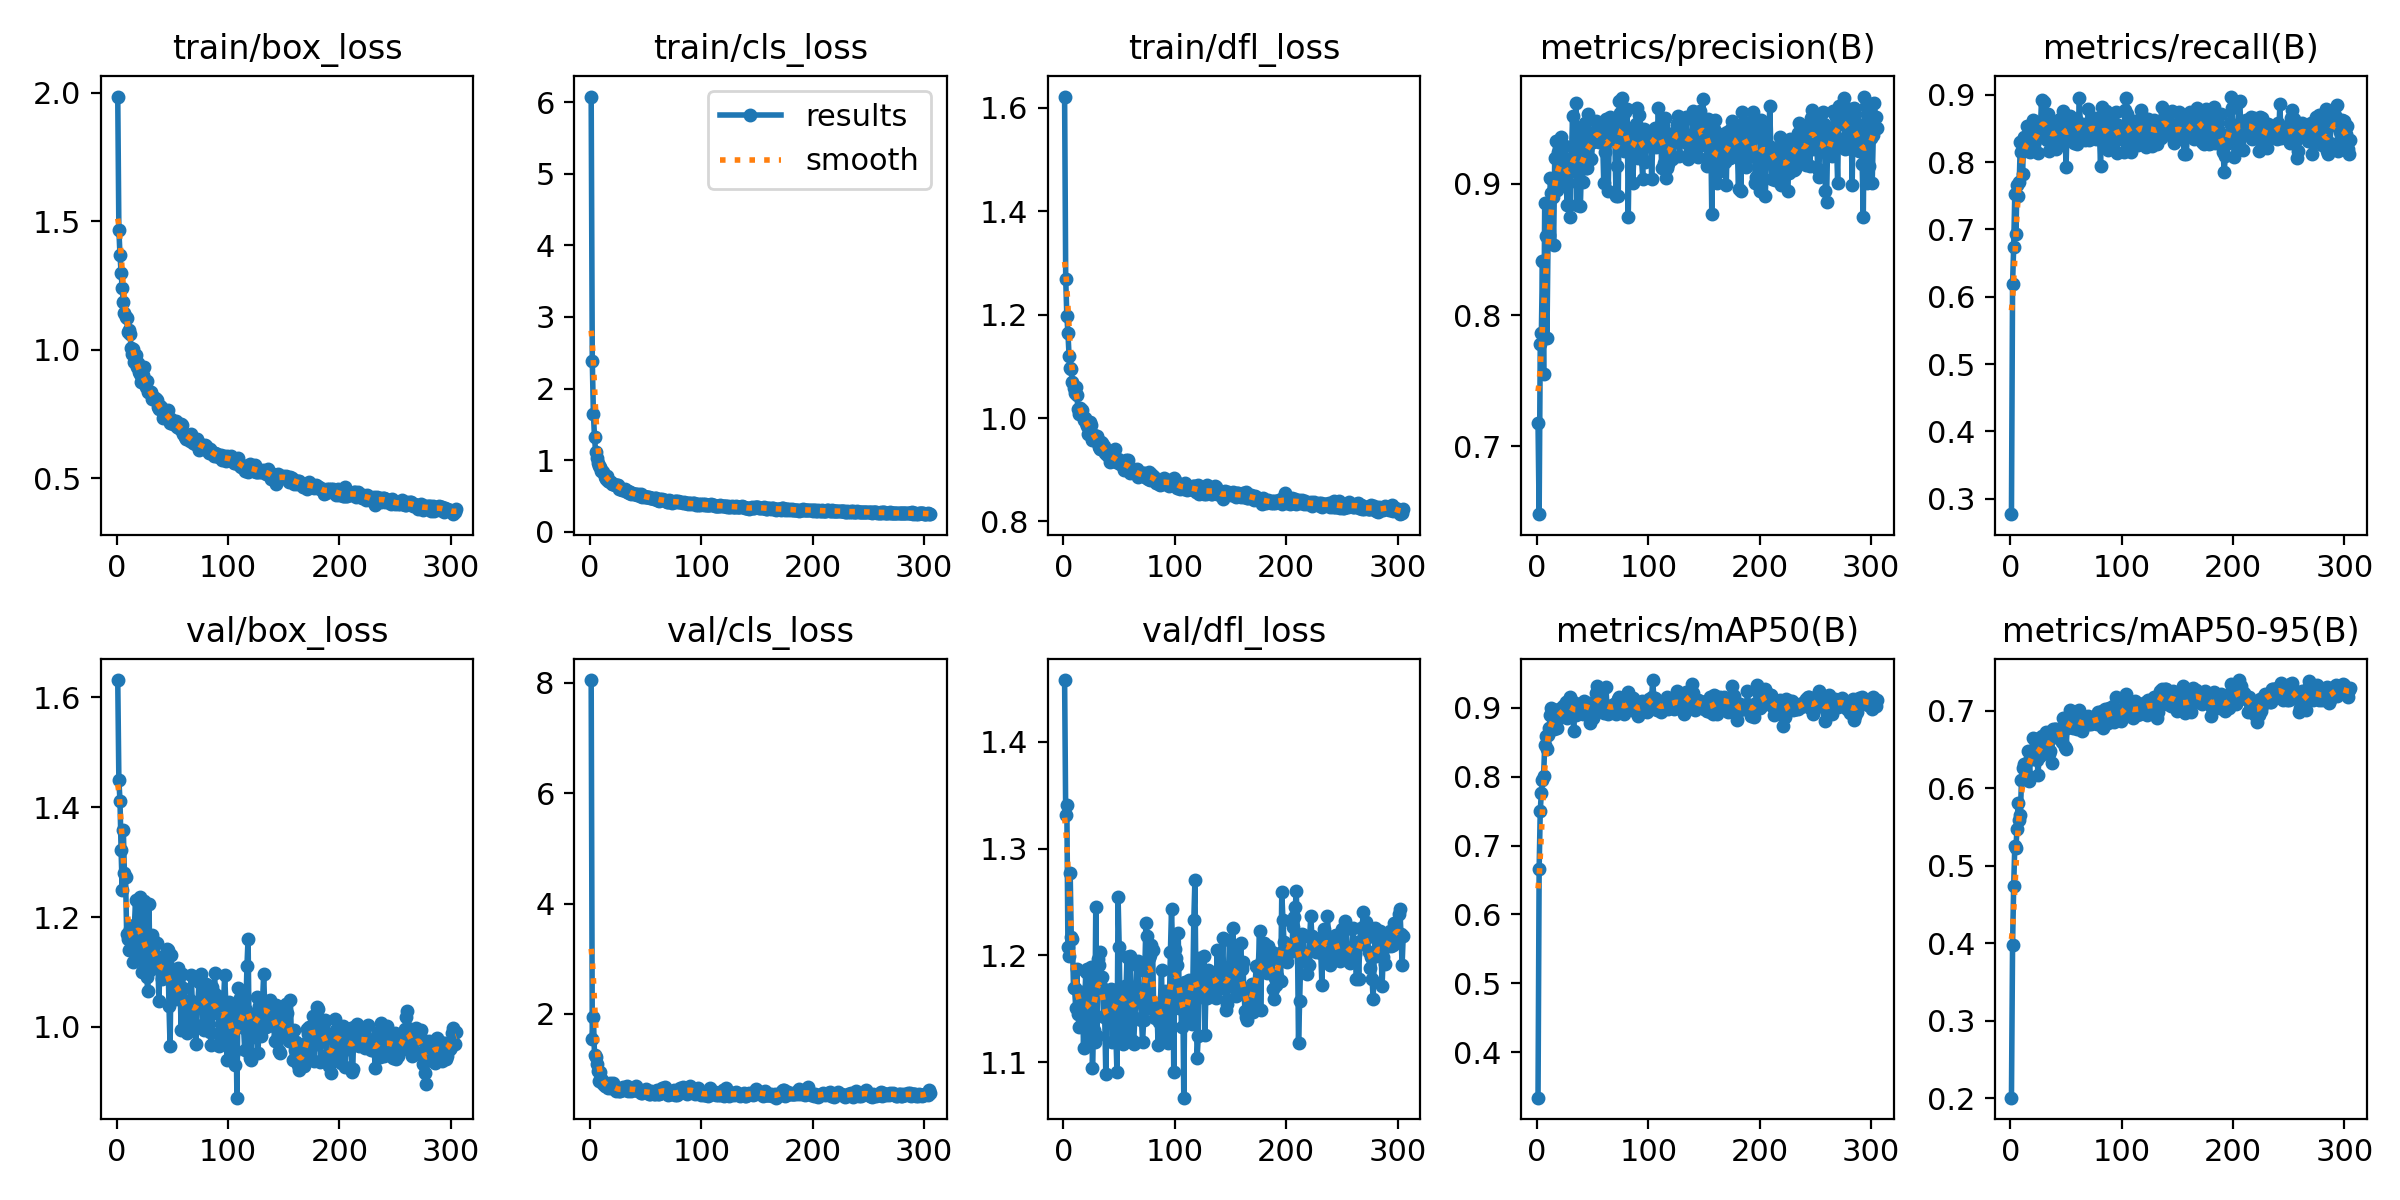 train/box_loss
2.0
1.5
1.0
0.5
0 100 200 300
train/cls_loss
results
smooth
6
5
4
3
2
1
0
0 100 200 300
train/dfl_loss
1.6
1.4
1.2
1.0
0.8
0 100 200 300
metrics/precision(B)
0.9
0.8
0.7
0 100 200 300
metrics/recall(B)
0.9
0.8
0.7
0.6
0.5
0.4
0.3
0 100 200 300
val/box_loss
1.6
1.4
1.2
1.0
0 100 200 300
val/cls_loss
8
6
4
2
0 100 200 300
val/dfl_loss
1.4
1.3
1.2
1.1
0 100 200 300
metrics/mAP50(B)
0.9
0.8
0.7
0.6
0.5
0.4
0 100 200 300
metrics/mAP50-95(B)
0.7
0.6
0.5
0.4
0.3
0.2
0 100 200 300